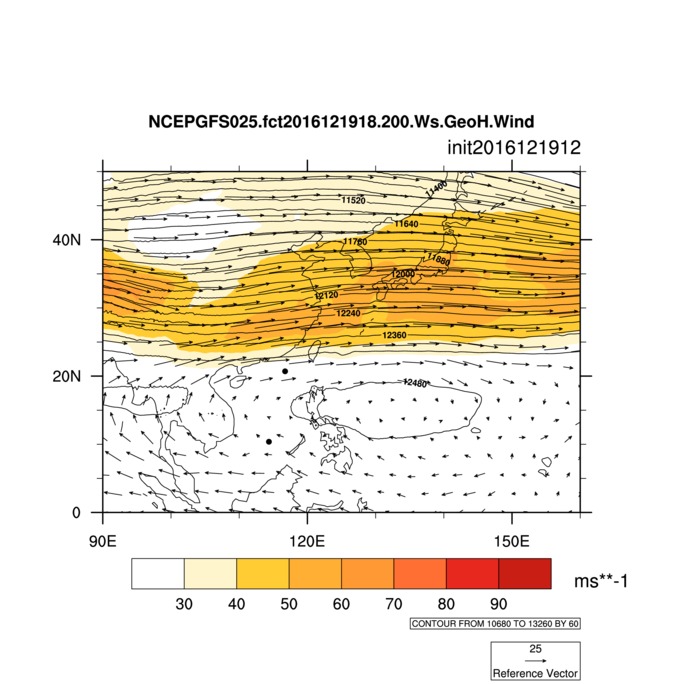 NCEPGFS025.fct2016121918.200.Ws.GeoH.Wind
init2016121912
11400
11520
11640
40N
11760
11880
12000
12120
12240
12360
20N
12480
0
90E 120E 150E
ms**-1
30 40 50 60 70 80 90
CONTOUR FROM 10680 TO 13260 BY 60
25
Reference Vector